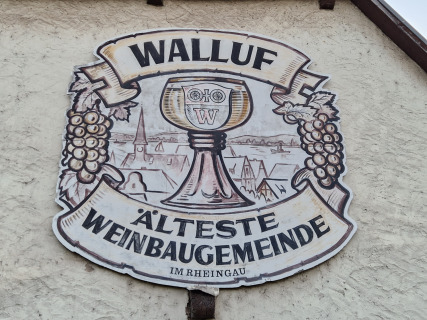 WALLUF
W
ÄLTESTE
WEINBAUGEMEINDE
IM RHEINGAU